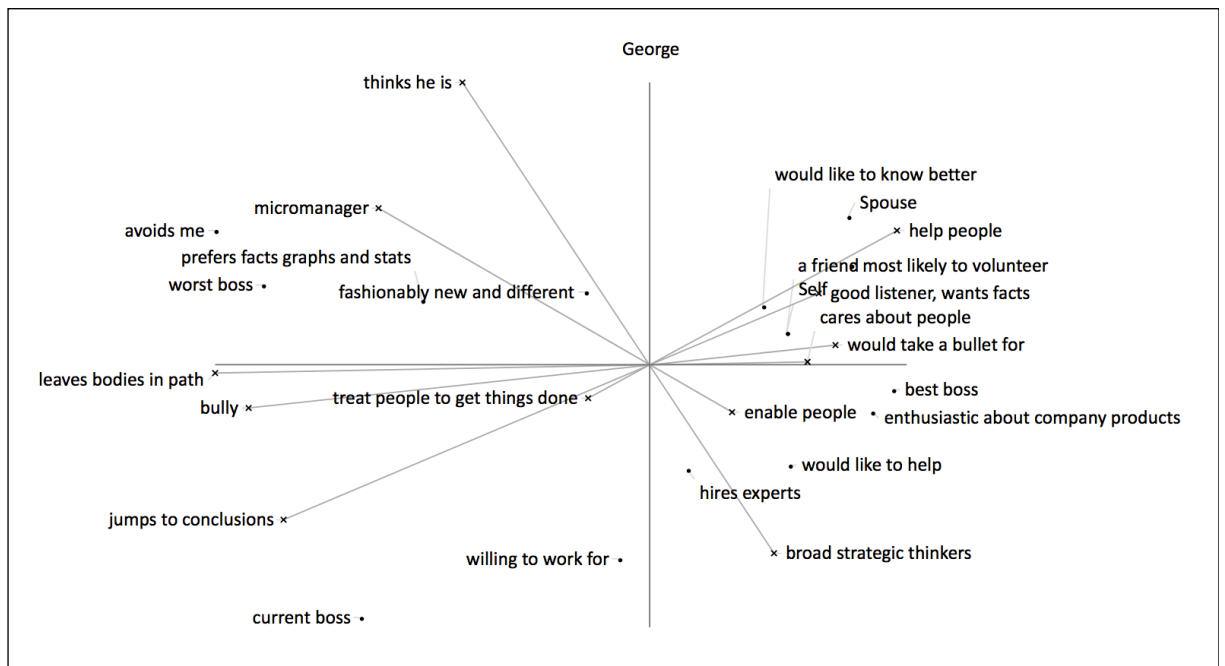 George
thinks he is
would like to know better
Spouse
micromanager
avoids me
help people
prefers facts graphs and stats
a friend most likely to volunteer
worst boss
fashionably new and different
Self
good listener, wants facts
cares about people
would take a bullet for
leaves bodies in path
best boss
bully
treat people to get things done
enable people
enthusiastic about company products
would like to help
hires experts
jumps to conclusions
willing to work for
broad strategic thinkers
current boss